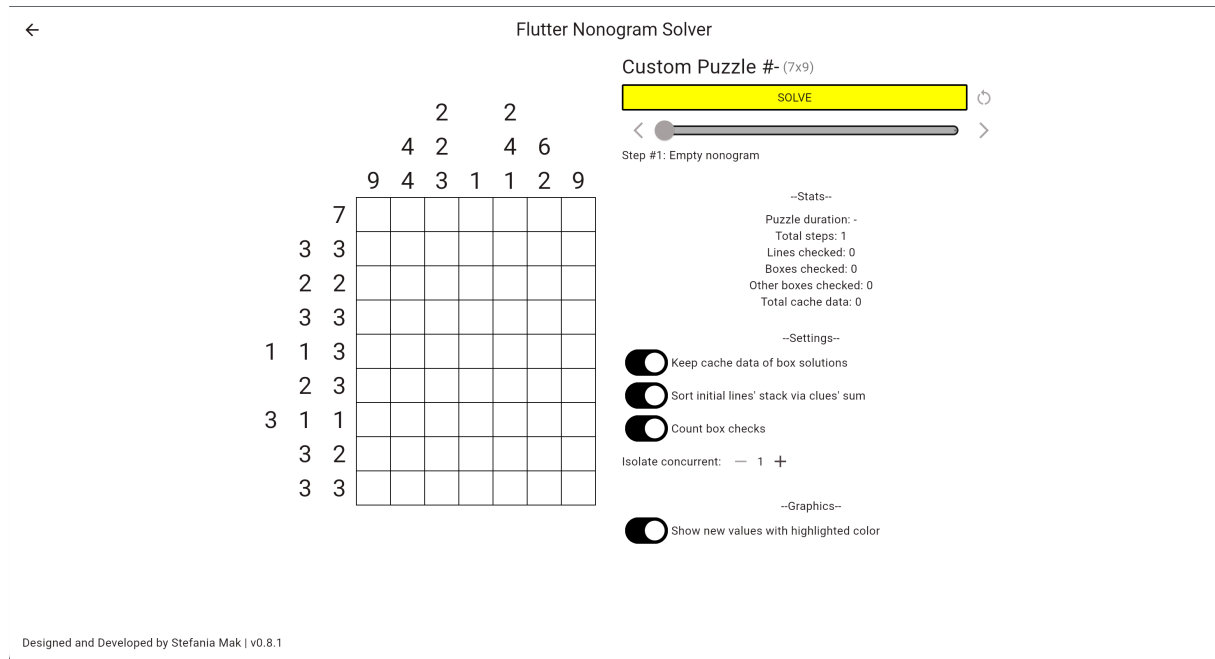 ←
Flutter Nonogram Solver
Custom Puzzle #- (7x9)
SOLVE
Step #1: Empty nonogram
2 2
4 2 4 6
9 4 3 1 1 2 9
7
3 3
2 2
3 3
1 1 3
2 3
3 1 1
3 2
3 3
--Stats--
Puzzle duration: -
Total steps: 1
Lines checked: 0
Boxes checked: 0
Other boxes checked: 0
Total cache data: 0
--Settings--
Keep cache data of box solutions
Sort initial lines' stack via clues' sum
Count box checks
Isolate concurrent: — 1 +
--Graphics--
Show new values with highlighted color
Designed and Developed by Stefania Mak | v0.8.1